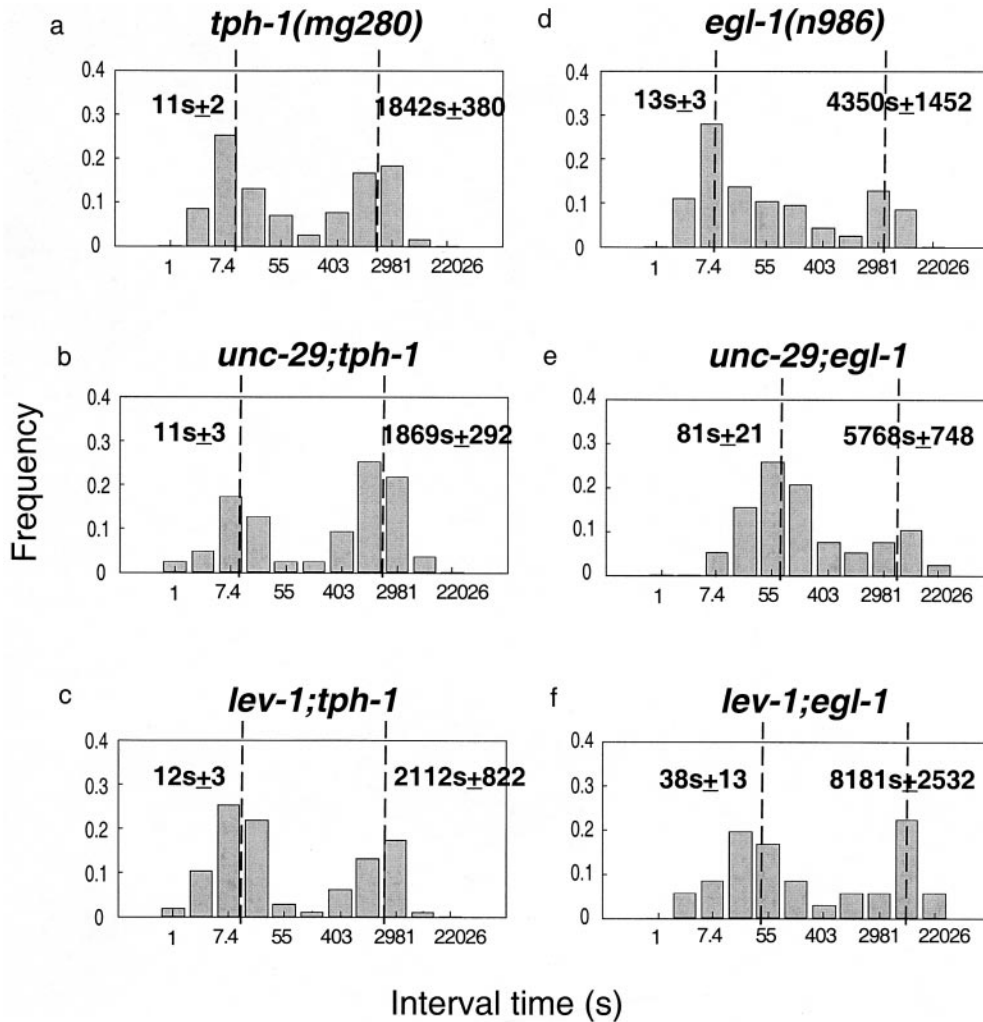 a
tph-1(mg280)
0.4
0.3
0.2
0.1
0
11s±2
1842s±380
1 7.4 55 403 2981 22026
d
egl-1(n986)
0.4
0.3
0.2
0.1
0
13s±3
4350s±1452
1 7.4 55 403 2981 22026
b
unc-29;tph-1
0.4
0.3
0.2
0.1
0
11s±3
1869s±292
1 7.4 55 403 2981 22026
e
unc-29;egl-1
0.4
0.3
0.2
0.1
0
81s±21
5768s±748
1 7.4 55 403 2981 22026
c
lev-1;tph-1
0.4
0.3
0.2
0.1
0
12s±3
2112s±822
1 7.4 55 403 2981 22026
f
lev-1;egl-1
0.4
0.3
0.2
0.1
0
38s±13
8181s±2532
1 7.4 55 403 2981 22026
Frequency
Interval time (s)